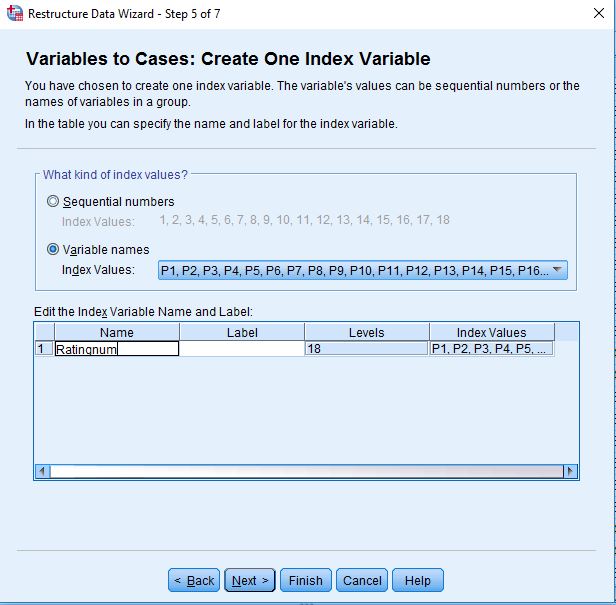 Restructure Data Wizard - Step 5 of 7
Variables to Cases: Create One Index Variable
You have chosen to create one index variable. The variable's values can be sequential numbers or the
names of variables in a group.
In the table you can specify the name and label for the index variable.
What kind of index values?
Sequential numbers
Index Values: 1, 2, 3, 4, 5, 6, 7, 8, 9, 10, 11, 12, 13, 14, 15, 16, 17, 18
Variable names
Index Values: P1, P2, P3, P4, P5, P6, P7, P8, P9, P10, P11, P12, P13, P14, P15, P16...
Edit the Index Variable Name and Label:
Name Label Levels Index Values
1 Ratingnum 18 P1, P2, P3, P4, P5, ...
< Back Next > Finish Cancel Help